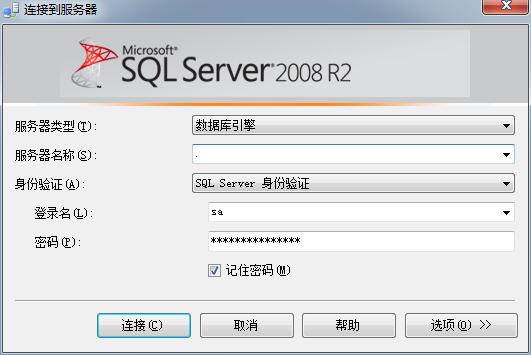 连接到服务器
Microsoft®
SQL Server® 2008 R2
服务器类型(T): 数据库引擎
服务器名称(S): .
身份验证(A): SQL Server 身份验证
登录名(L): sa
密码(P): ***************
记住密码(M)
连接(C) 取消 帮助 选项(O) >>